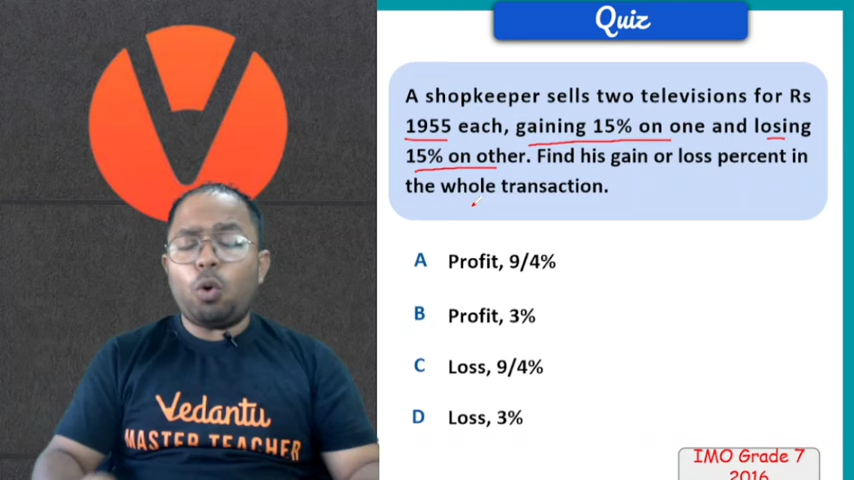 Quiz
A shopkeeper sells two televisions for Rs
1955 each, gaining 15% on one and losing
15% on other. Find his gain or loss percent in
the whole transaction.
A Profit, 9/4%
B Profit, 3%
C Loss, 9/4%
D Loss, 3%
IMO Grade 7
2016
Vedantu
MASTER TEACHER